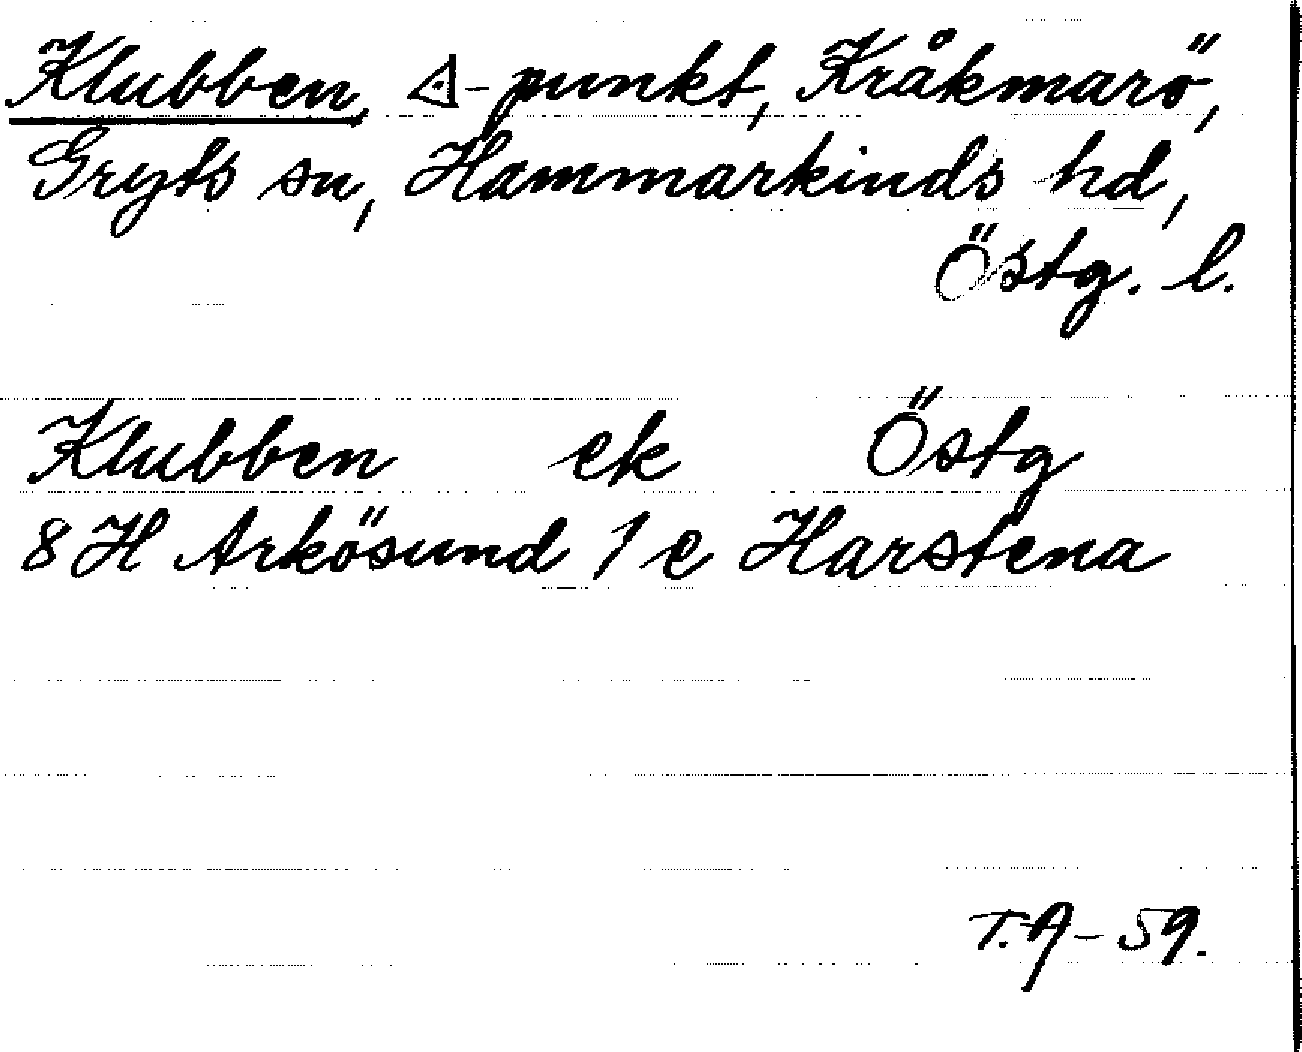 Klubben, ⊿-punkt, Kråkmarö,
Gryts sn, Hammarkinds hd,
Östg. l.
Klubben ek Östg
8 H Arkösund 1 e Harstena
T.A-59.